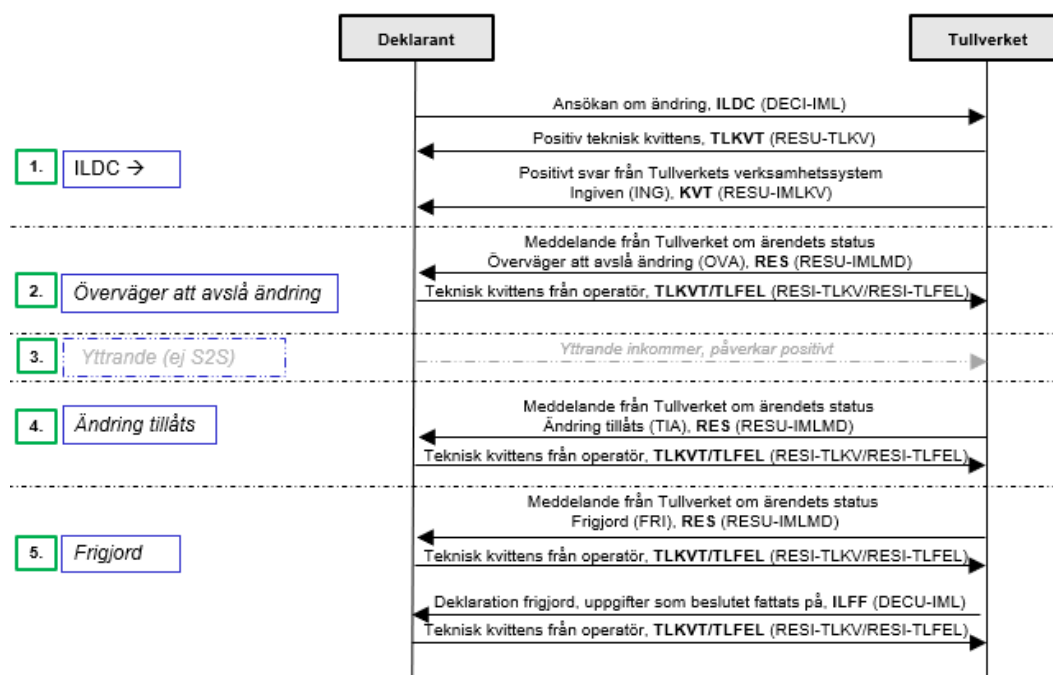 Deklarant
Tullverket
Ansökan om ändring, ILDC (DECI-IML)
Positiv teknisk kvittens, TLKVT (RESU-TLKV)
1.
ILDC →
Positivt svar från Tullverkets verksamhetssystem
Ingiven (ING), KVT (RESU-IMLKV)
Meddelande från Tullverket om ärendets status
Överväger att avslå ändring (OVA), RES (RESU-IMLMD)
2.
Överväger att avslå ändring
Teknisk kvittens från operatör, TLKVT/TLFEL (RESI-TLKV/RESI-TLFEL)
3.
Yttrande (ej S2S)
Yttrande inkommer, påverkar positivt
Meddelande från Tullverket om ärendets status
4.
Ändring tillåts
Ändring tillåts (TIA), RES (RESU-IMLMD)
Teknisk kvittens från operatör, TLKVT/TLFEL (RESI-TLKV/RESI-TLFEL)
Meddelande från Tullverket om ärendets status
Frigjord (FRI), RES (RESU-IMLMD)
5.
Frigjord
Teknisk kvittens från operatör, TLKVT/TLFEL (RESI-TLKV/RESI-TLFEL)
Deklaration frigjord, uppgifter som beslutet fattats på, ILFF (DECU-IML)
Teknisk kvittens från operatör, TLKVT/TLFEL (RESI-TLKV/RESI-TLFEL)